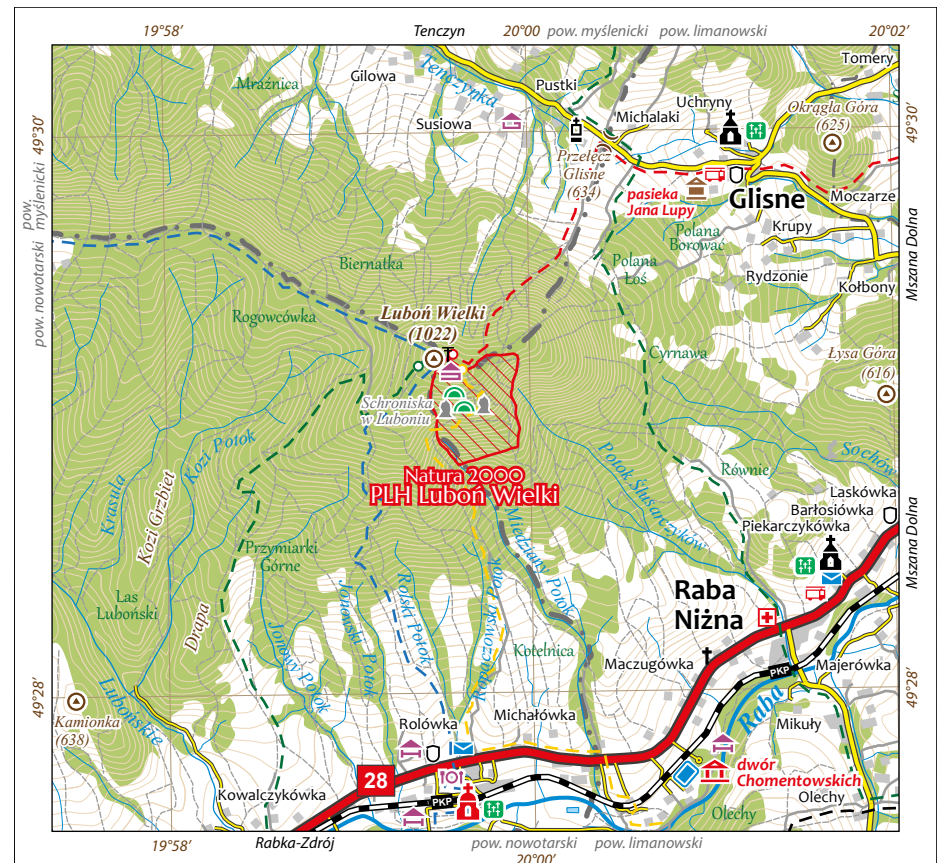 19°58′
Tenczyn
20°00′
pow. myślenicki
pow. limanowski
20°02′
Tomery
Mraźnica
Gilowa
Tenczynka
Pustki
Uchryny
Okrągła Góra
(625)
Susiowa
Michalaki
49°30′
49°30′
Przełęcz
Glisne
(634)
pasieka
Jana Lupy
Glisne
Moczarze
pow.
myślenicki
pow. nowotarski
Polana
Borować
Krupy
Mszana Dolna
Biernatka
Polana
Łoś
Rydzonie
Kołbony
Rogowcówka
Luboń Wielki
(1022)
Cyrnawa
Łysa Góra
(616)
Schroniska
w Luboniu
Kozi Potok
Krasula
Kozi Grzbiet
Natura 2000
PLH Luboń Wielki
Potok Ślusarczyków
Równie
Sochow
Laskówka
Barłosiówka
Piekarczykówka
Mszana Dolna
Miedziany Potok
Przymiarki
Górne
Las
Luboński
Drapa
Jonowy Potok
Jonowski Potok
Rolski Potok
Rapaczowski Potok
Raba
Niżna
Kotelnica
Maczugówka
PKP
Majerówka
49°28′
49°28′
Lubońskie
Kamionka
(638)
Raba
Mikuły
Rolówka
Michałówka
28
dwór
Chomentowskich
Kowalczykówka
PKP
Olechy
Olechy
19°58′
Rabka-Zdrój
pow. nowotarski
pow. limanowski
20°00′